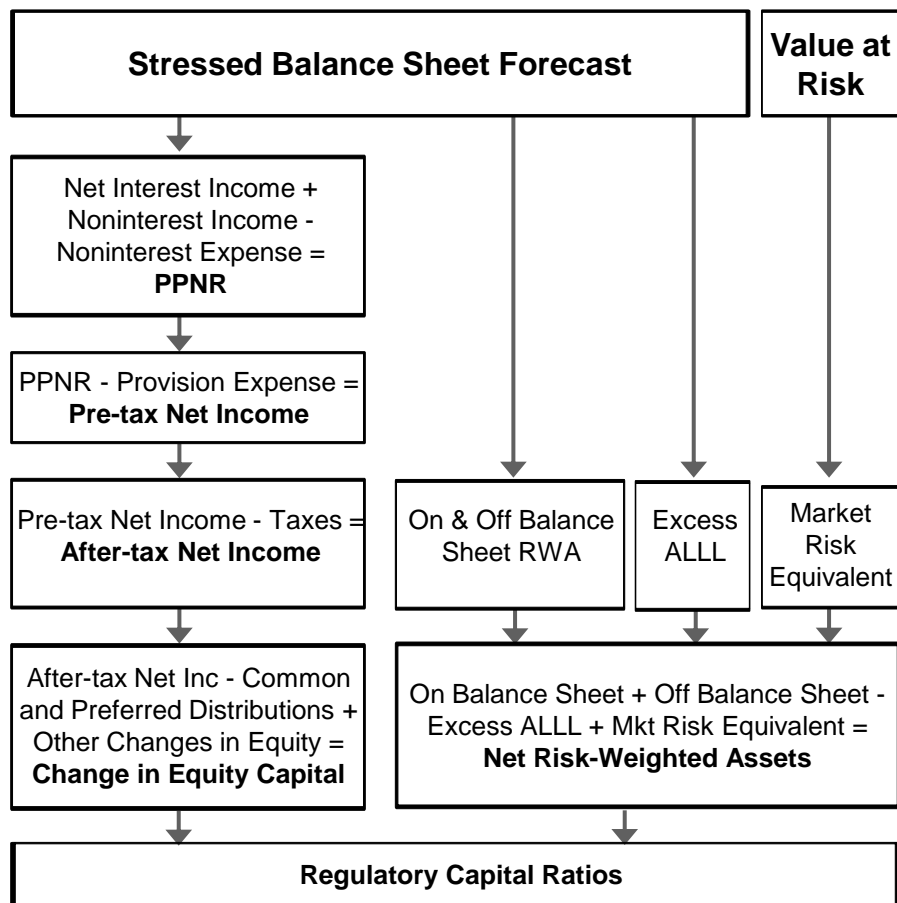 Stressed Balance Sheet Forecast
Value at
Risk
Net Interest Income +
Noninterest Income -
Noninterest Expense =
PPNR
PPNR - Provision Expense =
Pre-tax Net Income
Pre-tax Net Income - Taxes =
After-tax Net Income
On & Off Balance
Sheet RWA
Excess
ALLL
Market
Risk
Equivalent
After-tax Net Inc - Common
and Preferred Distributions +
Other Changes in Equity =
Change in Equity Capital
On Balance Sheet + Off Balance Sheet -
Excess ALLL + Mkt Risk Equivalent =
Net Risk-Weighted Assets
Regulatory Capital Ratios